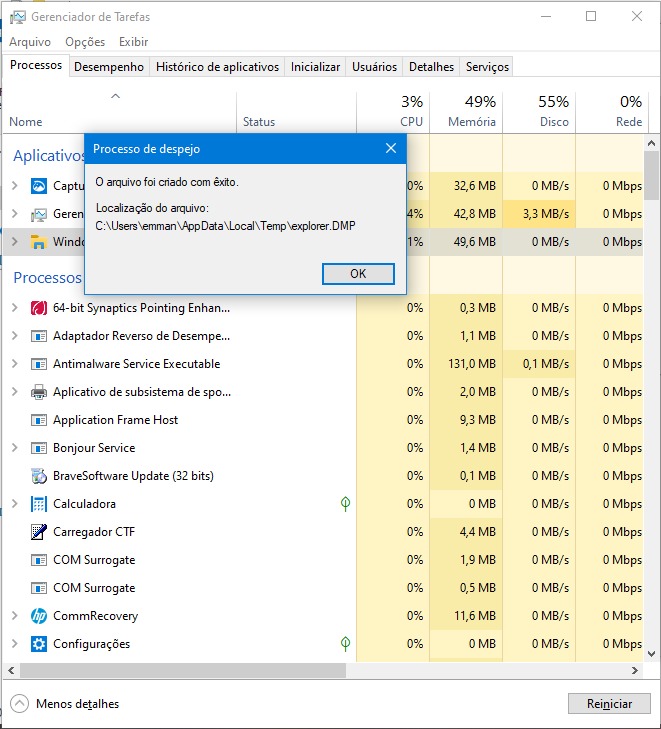 Gerenciador de Tarefas
Arquivo Opções Exibir
Processos Desempenho Histórico de aplicativos Inicializar Usuários Detalhes Serviços
3% 49% 55% 0%
Nome Status CPU Memória Disco Rede
Processo de despejo
O arquivo foi criado com êxito.
Localização do arquivo:
C:\Users\emman\AppData\Local\Temp\explorer.DMP
OK
Aplicativos
Captu 0% 32,6 MB 0 MB/s 0 Mbps
Geren 4% 42,8 MB 3,3 MB/s 0 Mbps
Windo 1% 49,6 MB 0 MB/s 0 Mbps
Processos
64-bit Synaptics Pointing Enhan... 0% 0,3 MB 0 MB/s 0 Mbps
Adaptador Reverso de Desempe... 0% 1,1 MB 0 MB/s 0 Mbps
Antimalware Service Executable 0% 131,0 MB 0,1 MB/s 0 Mbps
Aplicativo de subsistema de spo... 0% 2,0 MB 0 MB/s 0 Mbps
Application Frame Host 0% 9,3 MB 0 MB/s 0 Mbps
Bonjour Service 0% 1,4 MB 0 MB/s 0 Mbps
BraveSoftware Update (32 bits) 0% 0,1 MB 0 MB/s 0 Mbps
Calculadora 0% 0 MB 0 MB/s 0 Mbps
Carregador CTF 0% 4,4 MB 0 MB/s 0 Mbps
COM Surrogate 0% 1,9 MB 0 MB/s 0 Mbps
COM Surrogate 0% 0,5 MB 0 MB/s 0 Mbps
hp CommRecovery 0% 11,6 MB 0 MB/s 0 Mbps
Configurações 0% 0 MB 0 MB/s 0 Mbps
Menos detalhes
Reiniciar